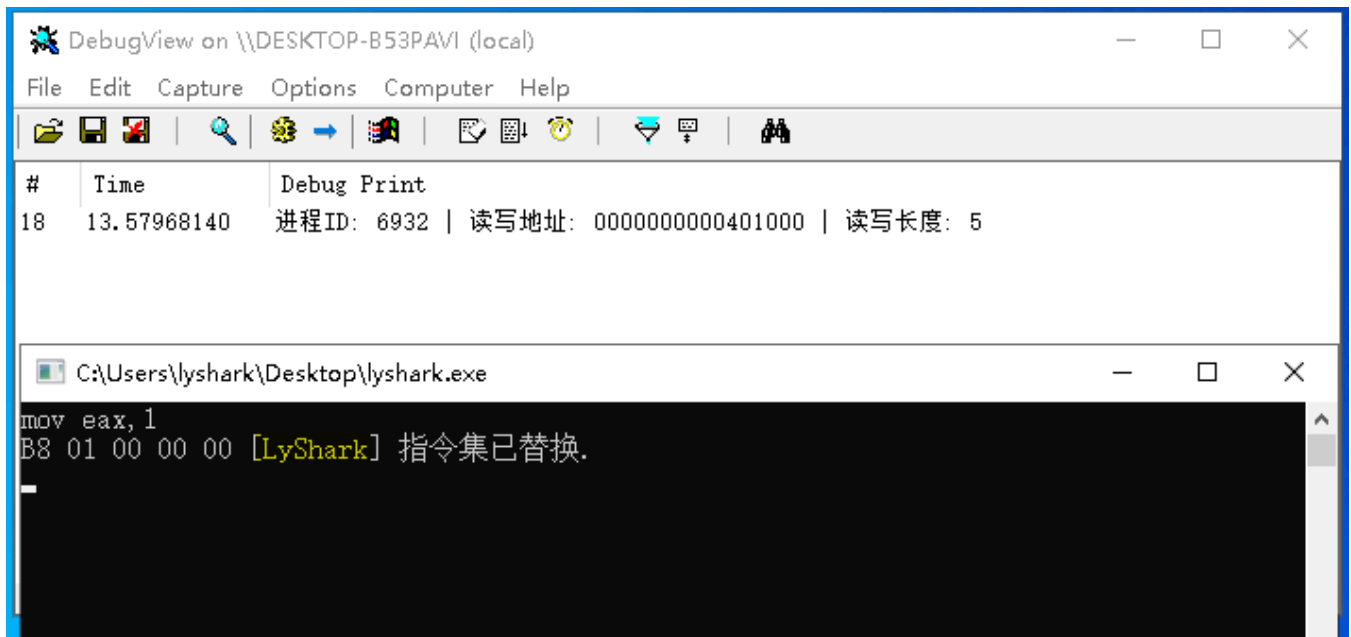 DebugView on \\DESKTOP-B53PAVI (local)
File Edit Capture Options Computer Help
# Time Debug Print
18 13.57968140 进程ID: 6932 | 读写地址: 0000000000401000 | 读写长度: 5
C:\Users\lyshark\Desktop\lyshark.exe
mov eax,1
B8 01 00 00 00 [LyShark] 指令集已替换.